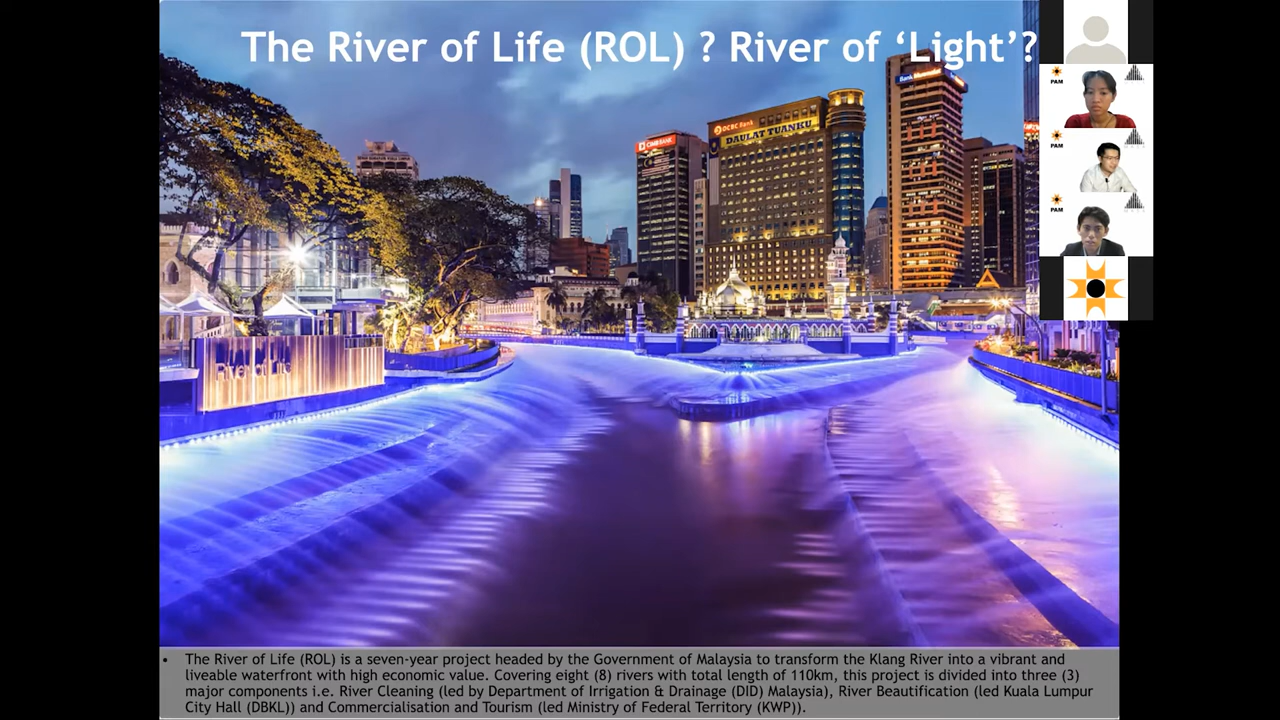 The River of Life (ROL) ? River of ‘Light’?
PAM
PAM
PAM
CIMB BANK
OCBC Bank
DAULAT TUANKU
Bank Muamalat
River of Life
• The River of Life (ROL) is a seven-year project headed by the Government of Malaysia to transform the Klang River into a vibrant and
liveable waterfront with high economic value. Covering eight (8) rivers with total length of 110km, this project is divided into three (3)
major components i.e. River Cleaning (led by Department of Irrigation & Drainage (DID) Malaysia), River Beautification (led Kuala Lumpur
City Hall (DBKL)) and Commercialisation and Tourism (led Ministry of Federal Territory (KWP)).